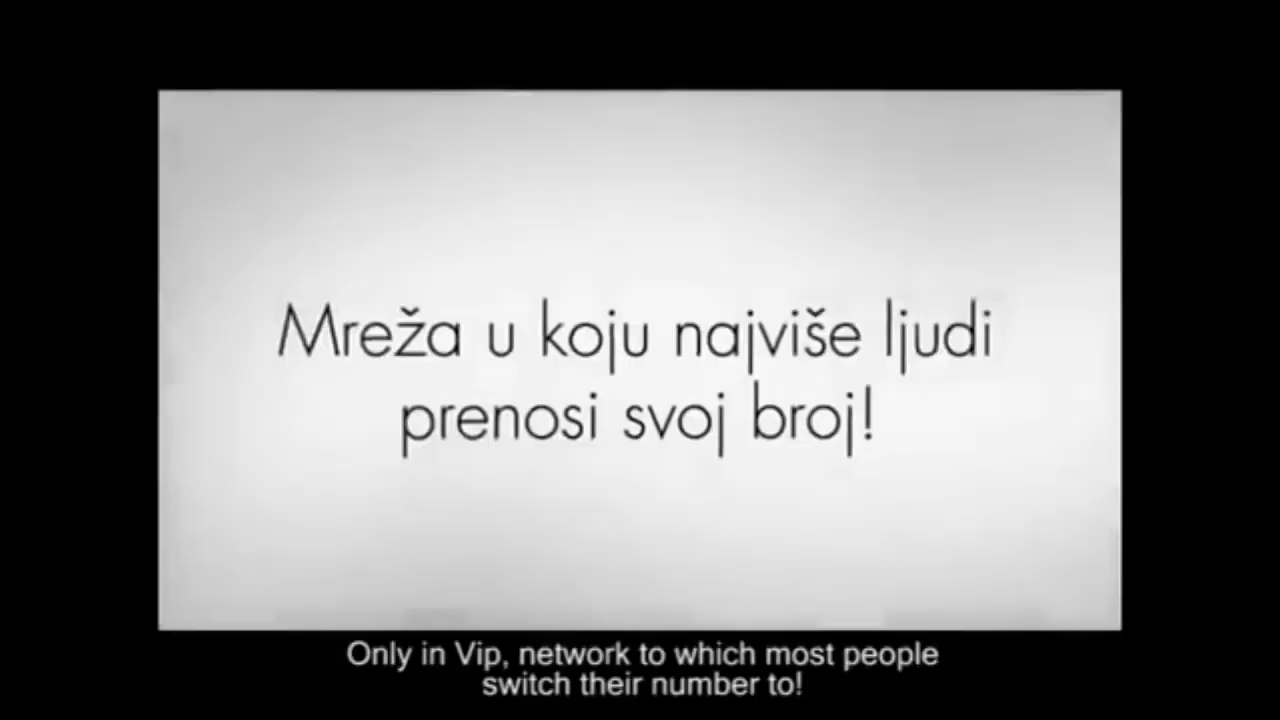 Mreža u koju najviše ljudi
prenosi svoj broj!
Only in Vip, network to which most people
switch their number to!